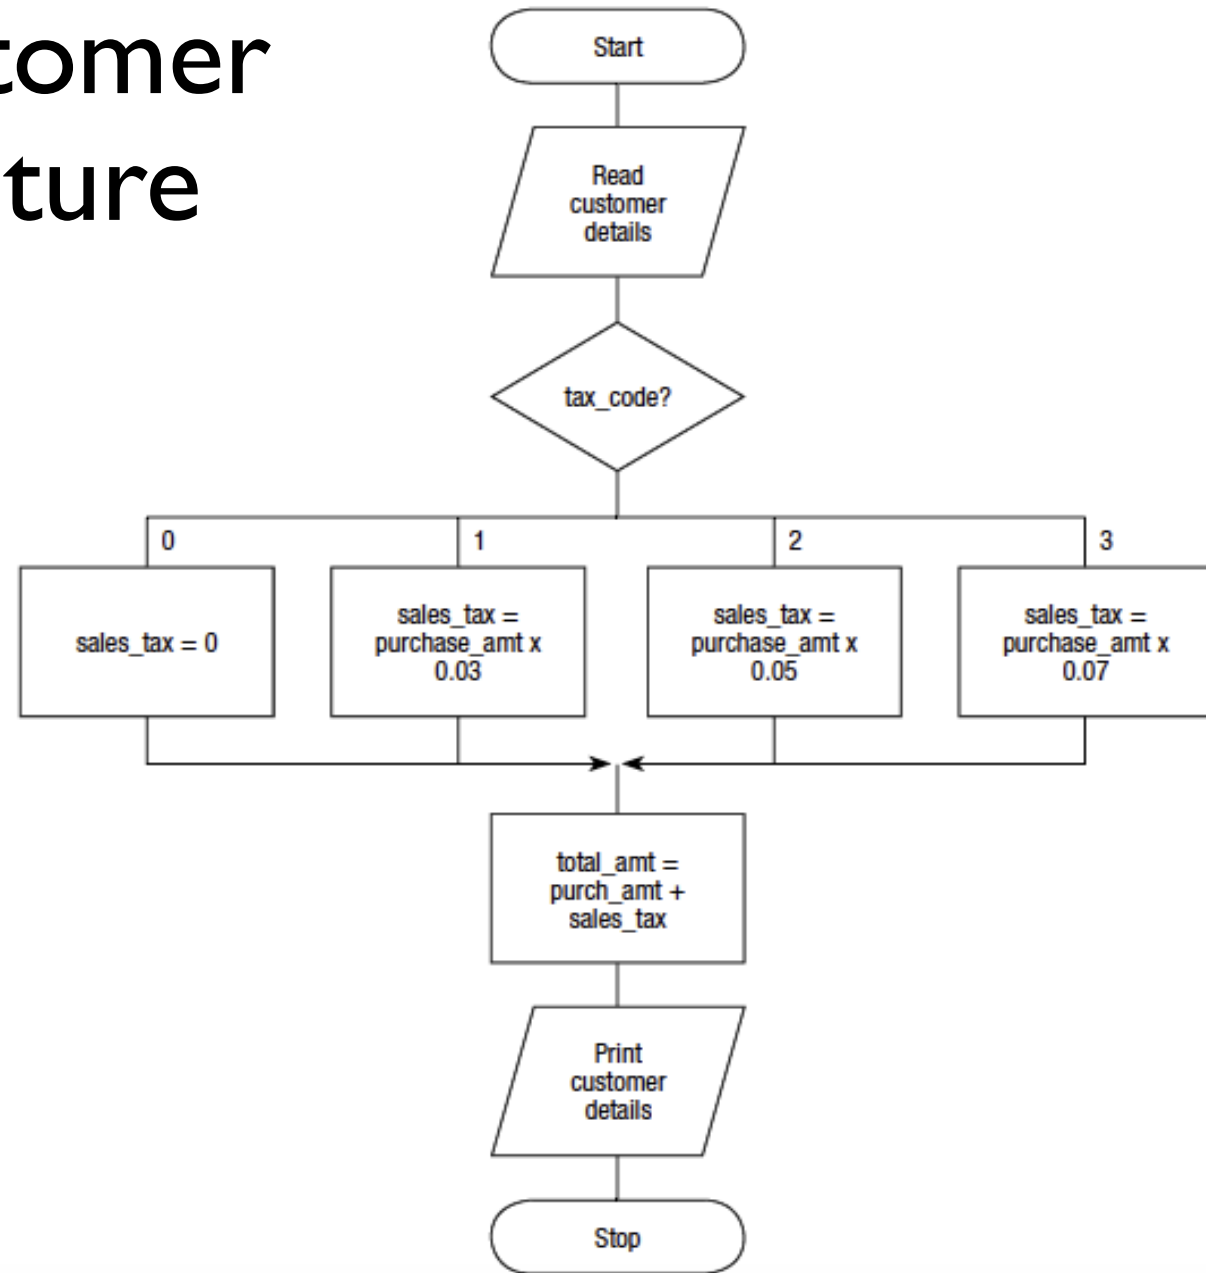 tomer
ture
Start
Read
customer
details
tax_code?
0
1
2
3
sales_tax = 0
sales_tax =
purchase_amt x
0.03
sales_tax =
purchase_amt x
0.05
sales_tax =
purchase_amt x
0.07
total_amt =
purch_amt +
sales_tax
Print
customer
details
Stop